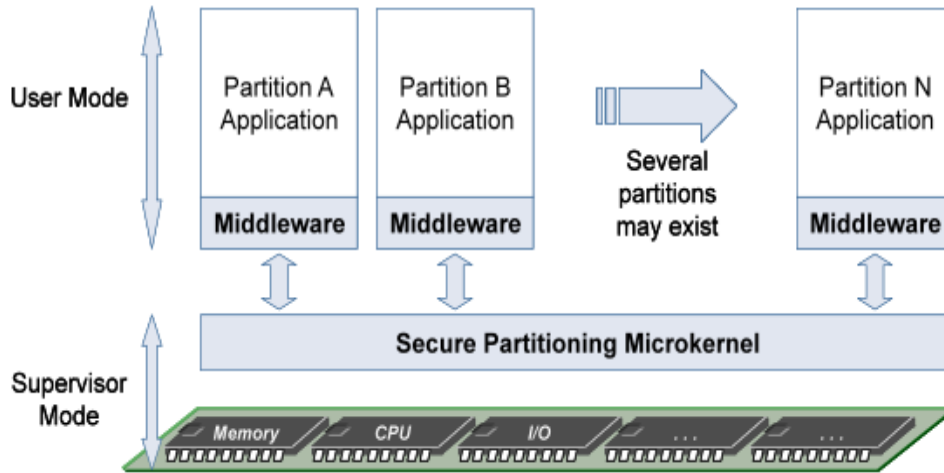 User Mode
Partition A
Application
Middleware
Partition B
Application
Middleware
Several
partitions
may exist
Partition N
Application
Middleware
Supervisor
Mode
Secure Partitioning Microkernel
Memory
CPU
I/O
. . .
. . .